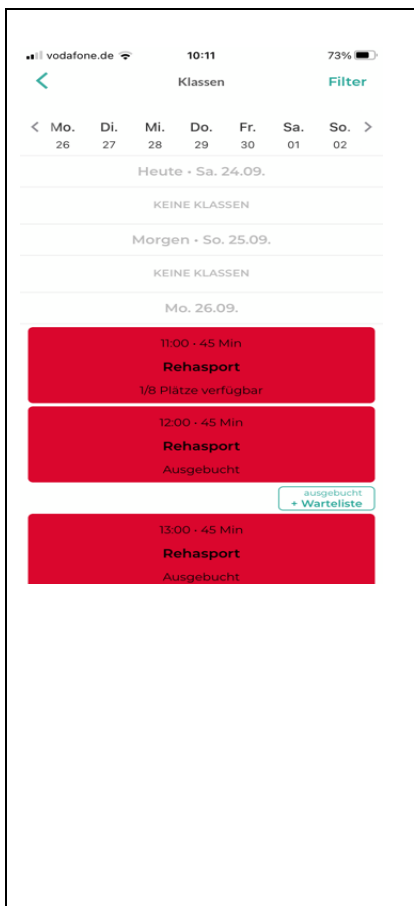 vodafone.de 10:11 73%
Klassen Filter
< Mo. Di. Mi. Do. Fr. Sa. So. >
26 27 28 29 30 01 02
Heute • Sa. 24.09.
KEINE KLASSEN
Morgen • So. 25.09.
KEINE KLASSEN
Mo. 26.09.
11:00 • 45 Min
Rehasport
1/8 Plätze verfügbar
12:00 • 45 Min
Rehasport
Ausgebucht
ausgebucht
+ Warteliste
13:00 • 45 Min
Rehasport
Ausgebucht